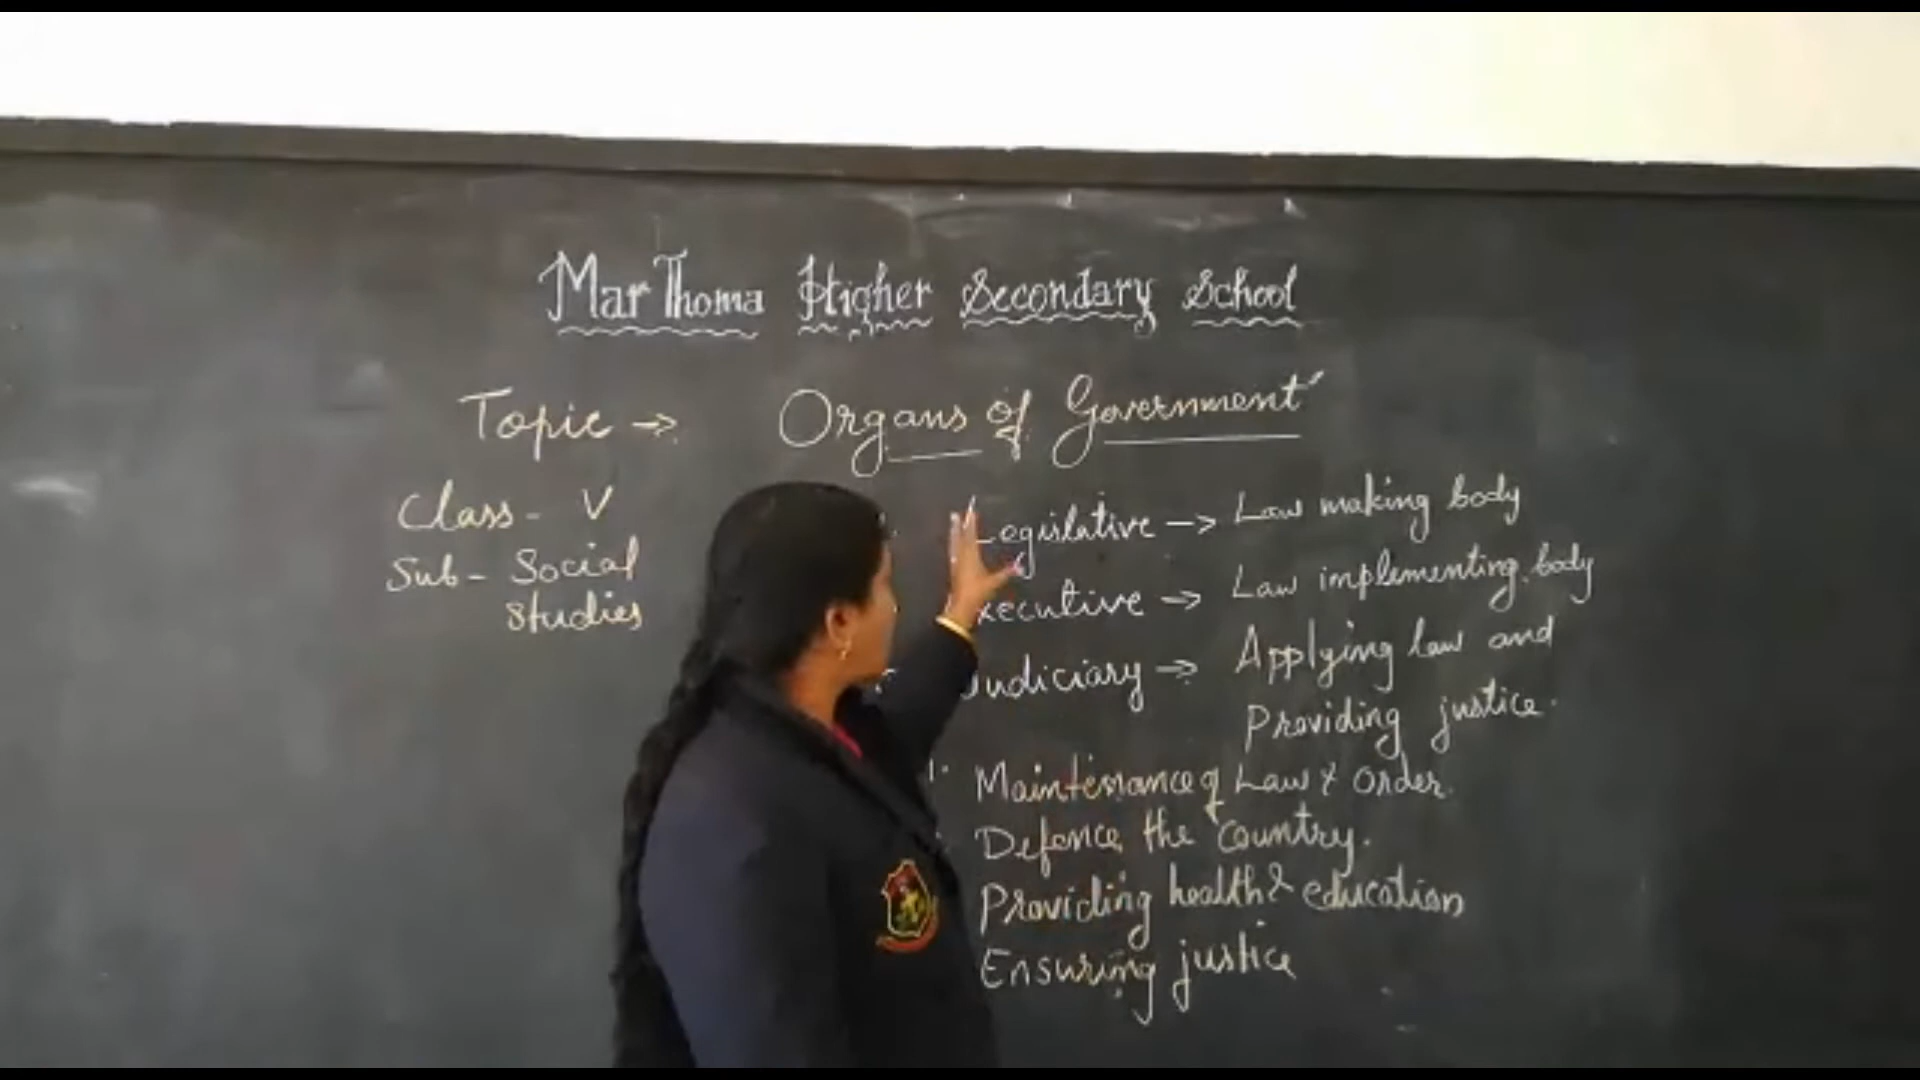 Mar Thoma Higher Secondary School
Topic → Organs of Government
Class - V
Sub - Social
Studies
Legislative → Law making body
xecutive → Law implementing body
Judiciary → Applying law and
Providing justice.
1. Maintenance of Law & Order.
Defence the Country.
Providing health & education
Ensuring justice